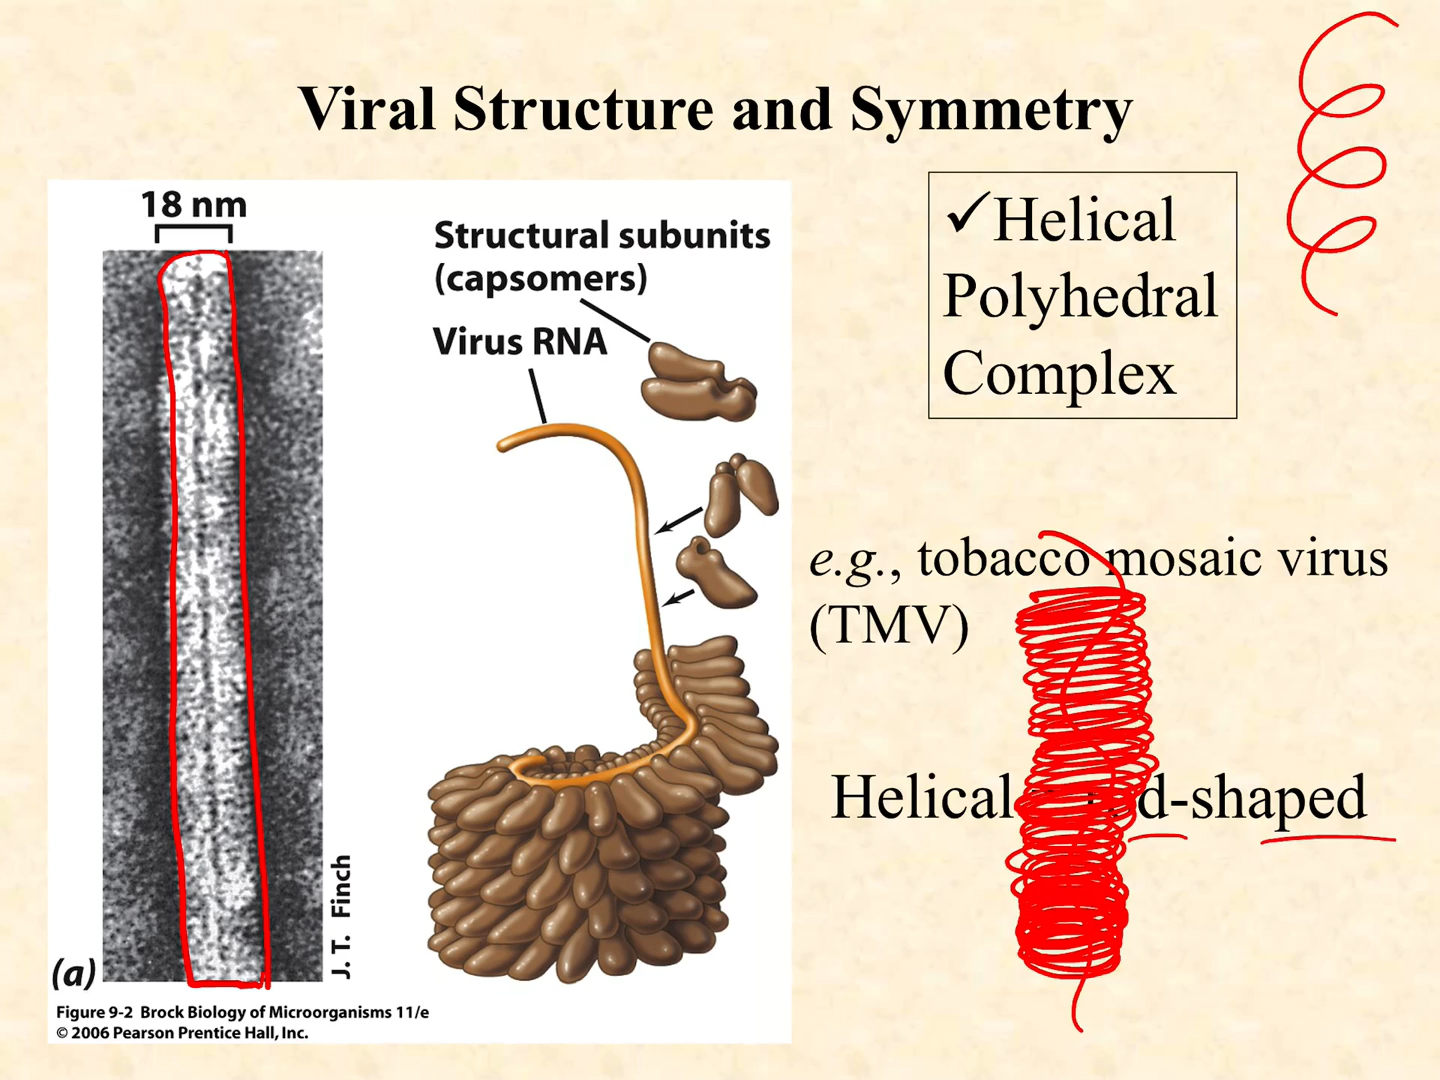 Viral Structure and Symmetry
18 nm
Structural subunits
(capsomers)
Virus RNA
J. T. Finch
(a)
Figure 9-2 Brock Biology of Microorganisms 11/e
© 2006 Pearson Prentice Hall, Inc.
✓Helical
Polyhedral
Complex
e.g., tobacco mosaic virus
(TMV)
Helical d-shaped